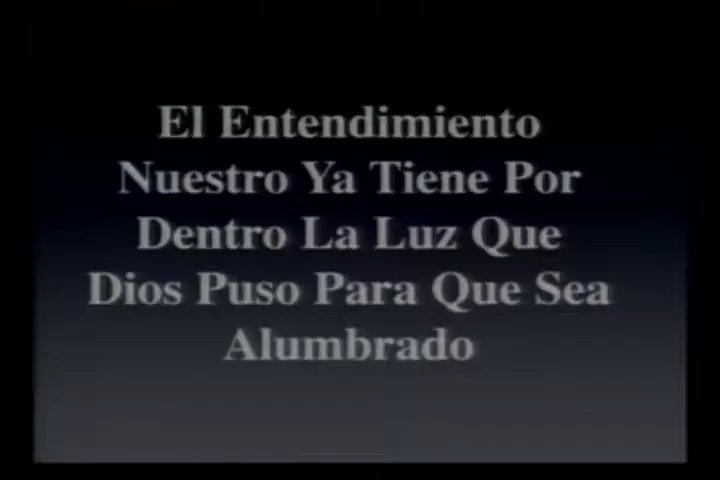 El Entendimiento
Nuestro Ya Tiene Por
Dentro La Luz Que
Dios Puso Para Que Sea
Alumbrado